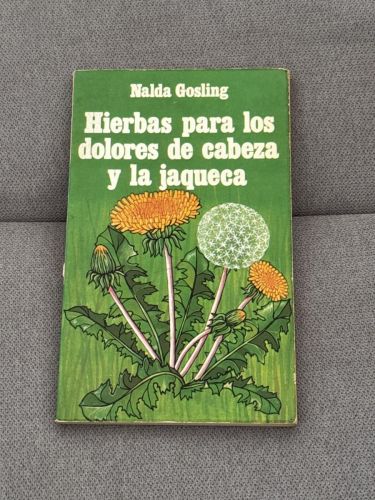 Nalda Gosling
Hierbas para los
dolores de cabeza
y la jaqueca